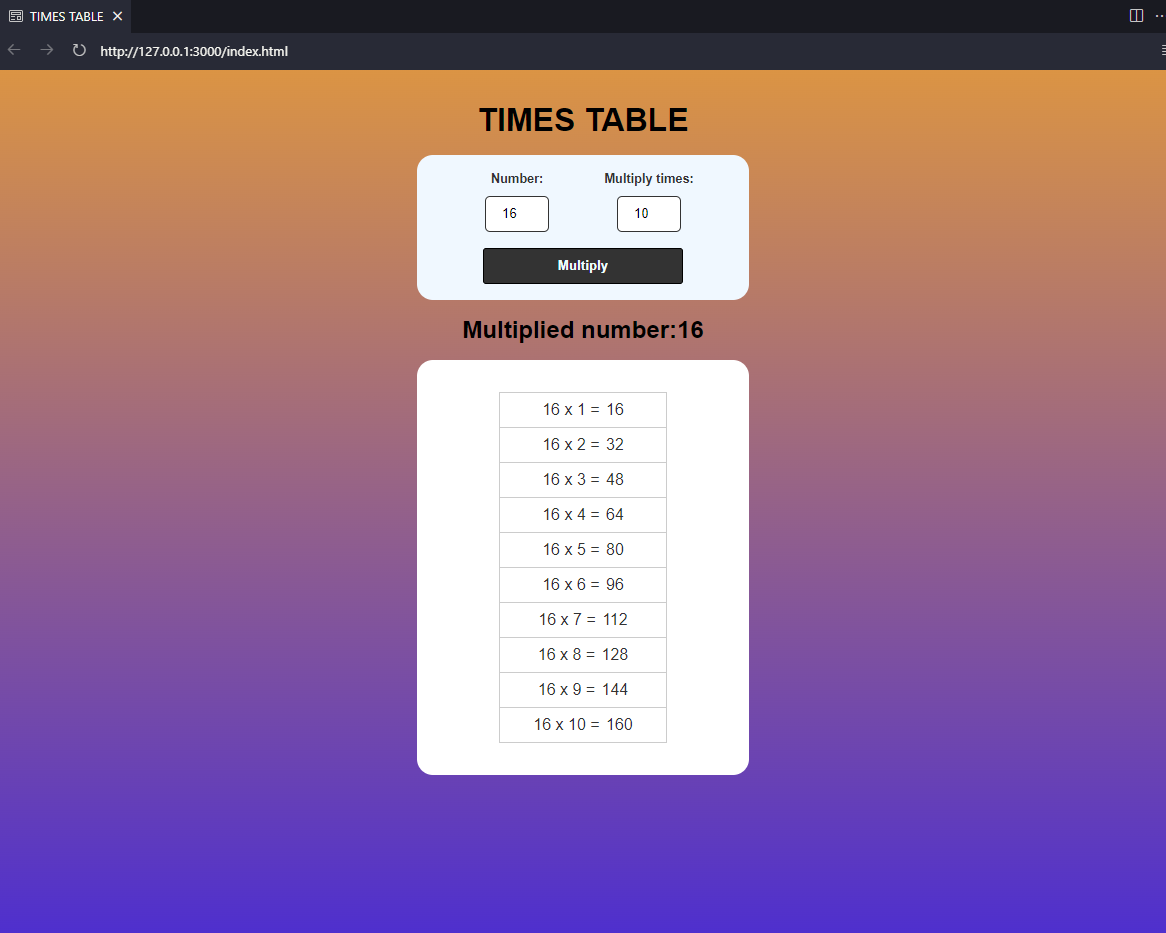 TIMES TABLE
http://127.0.0.1:3000/index.html
TIMES TABLE
Number: Multiply times:
16 10
Multiply
Multiplied number:16
16 x 1 = 16
16 x 2 = 32
16 x 3 = 48
16 x 4 = 64
16 x 5 = 80
16 x 6 = 96
16 x 7 = 112
16 x 8 = 128
16 x 9 = 144
16 x 10 = 160